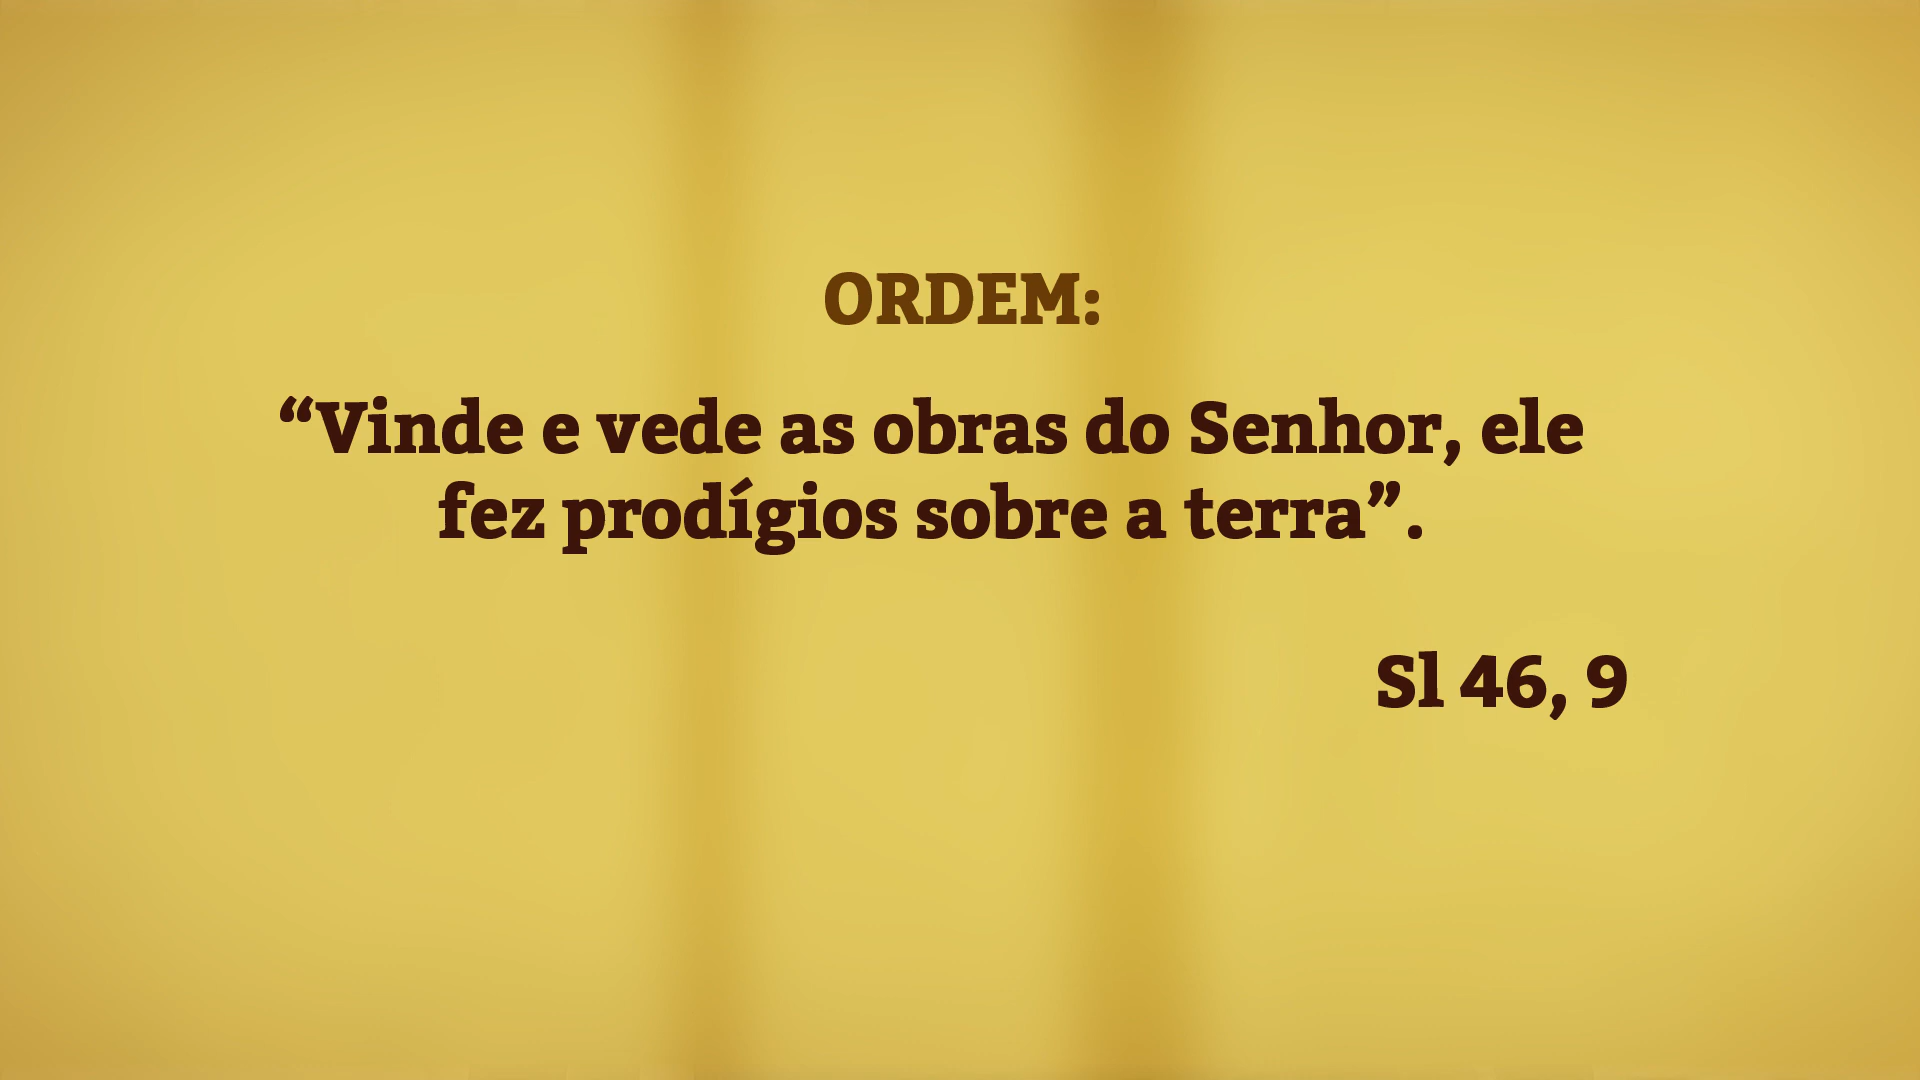 ORDEM:
“Vinde e vede as obras do Senhor, ele
fez prodígios sobre a terra”.
Sl 46, 9